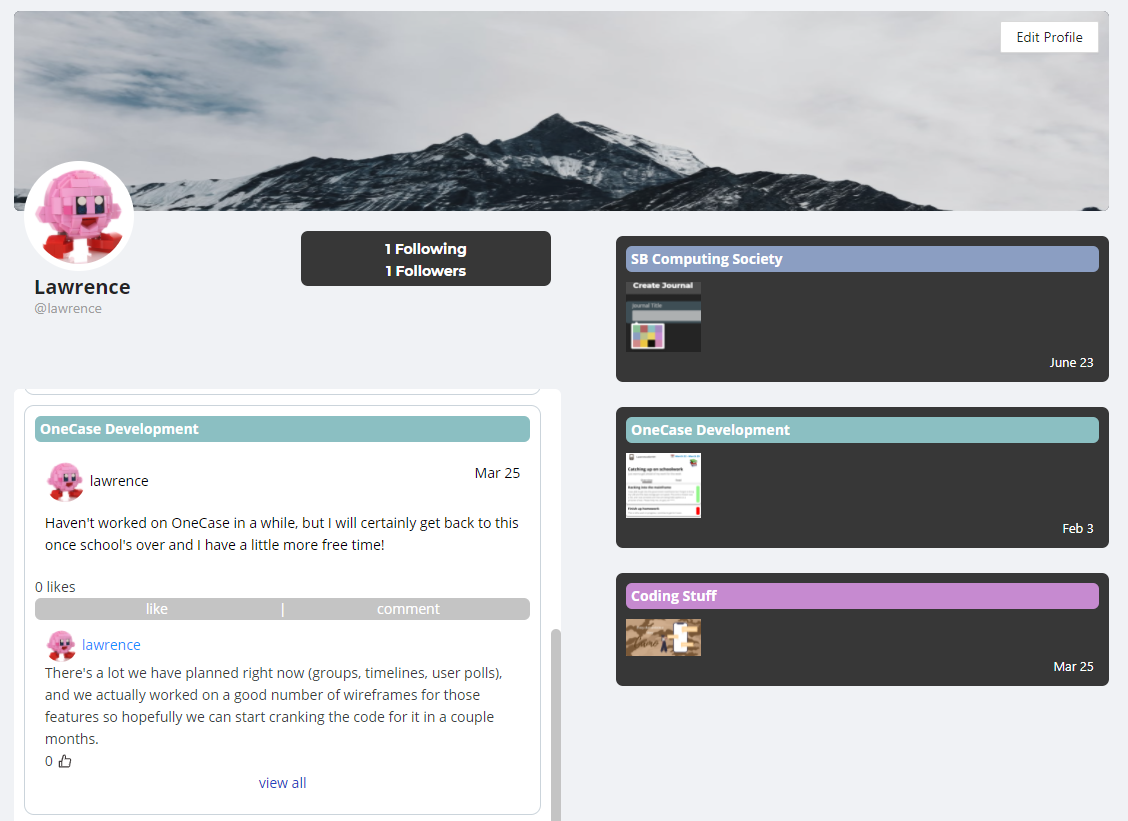 Edit Profile
Lawrence
@lawrence
1 Following
1 Followers
OneCase Development
lawrence
Mar 25
Haven't worked on OneCase in a while, but I will certainly get back to this
once school's over and I have a little more free time!
0 likes
like | comment
lawrence
There's a lot we have planned right now (groups, timelines, user polls),
and we actually worked on a good number of wireframes for those
features so hopefully we can start cranking the code for it in a couple
months.
0
view all
SB Computing Society
Create Journal
Journal Title
June 23
OneCase Development
Catching up on schoolwork
Feb 3
Coding Stuff
Mar 25